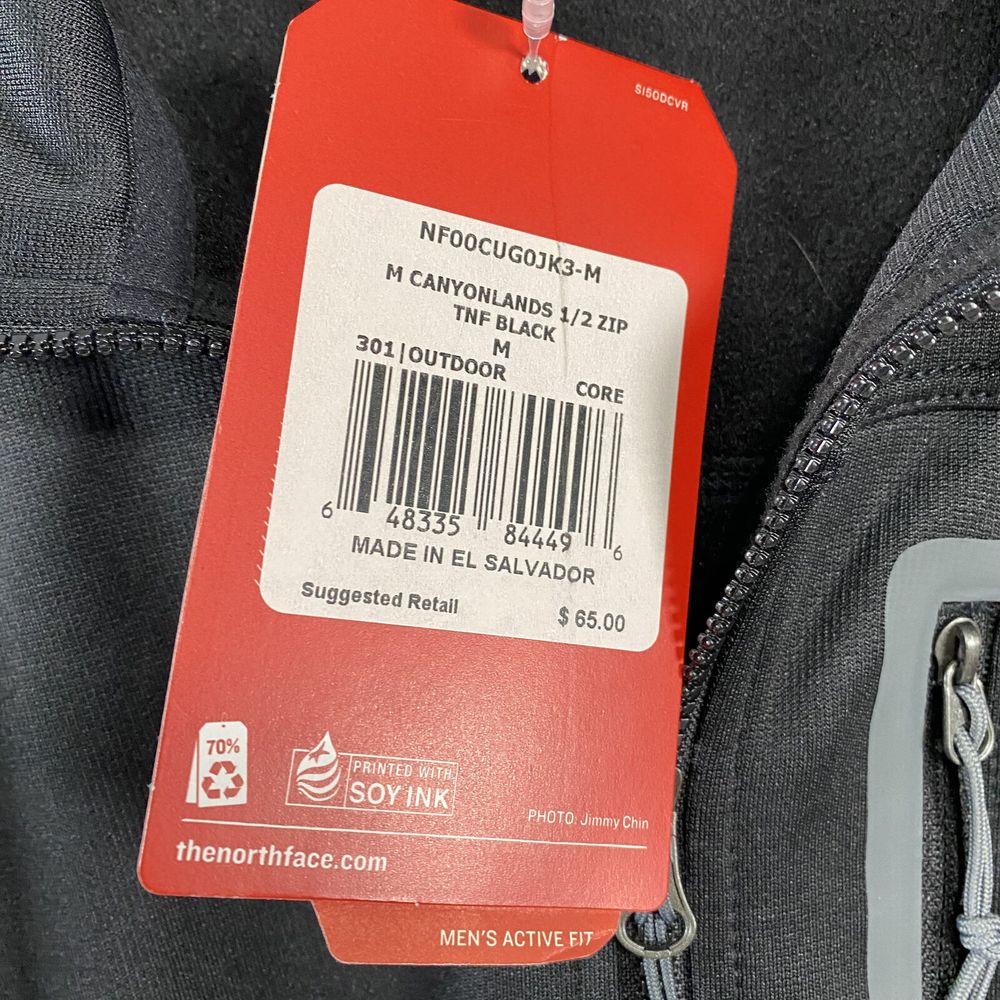 SI50DCVR
NF00CUG0JK3-M
M CANYONLANDS 1/2 ZIP
TNF BLACK
M
301|OUTDOOR
CORE
6 48335 84449 6
MADE IN EL SALVADOR
Suggested Retail $ 65.00
70%
PRINTED WITH
SOY INK
PHOTO: Jimmy Chin
thenorthface.com
MEN'S ACTIVE FIT